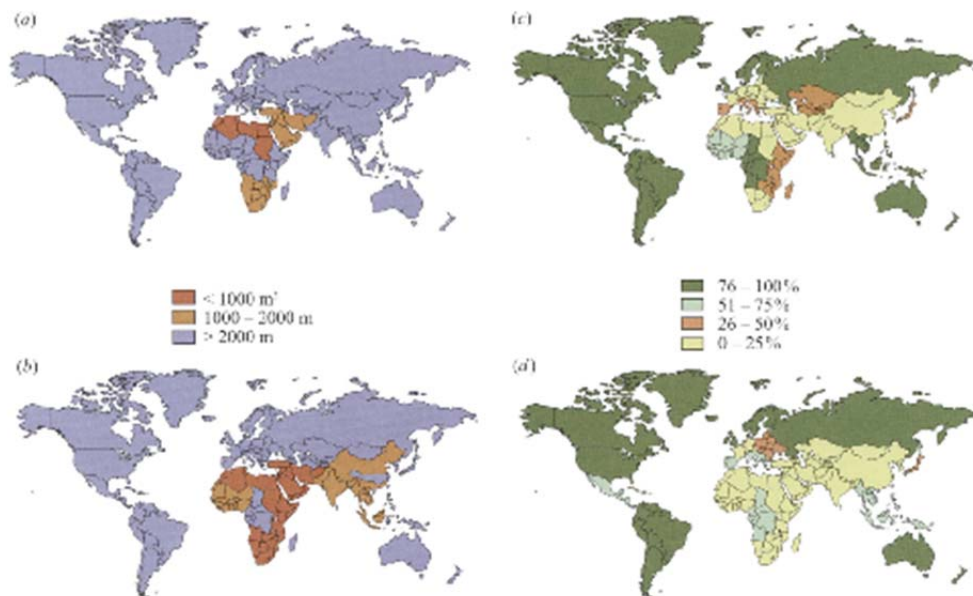 (a)
(c)
< 1000 m³
1000 – 2000 m
> 2000 m
76 – 100%
51 – 75%
26 – 50%
0 – 25%
(b)
(d)